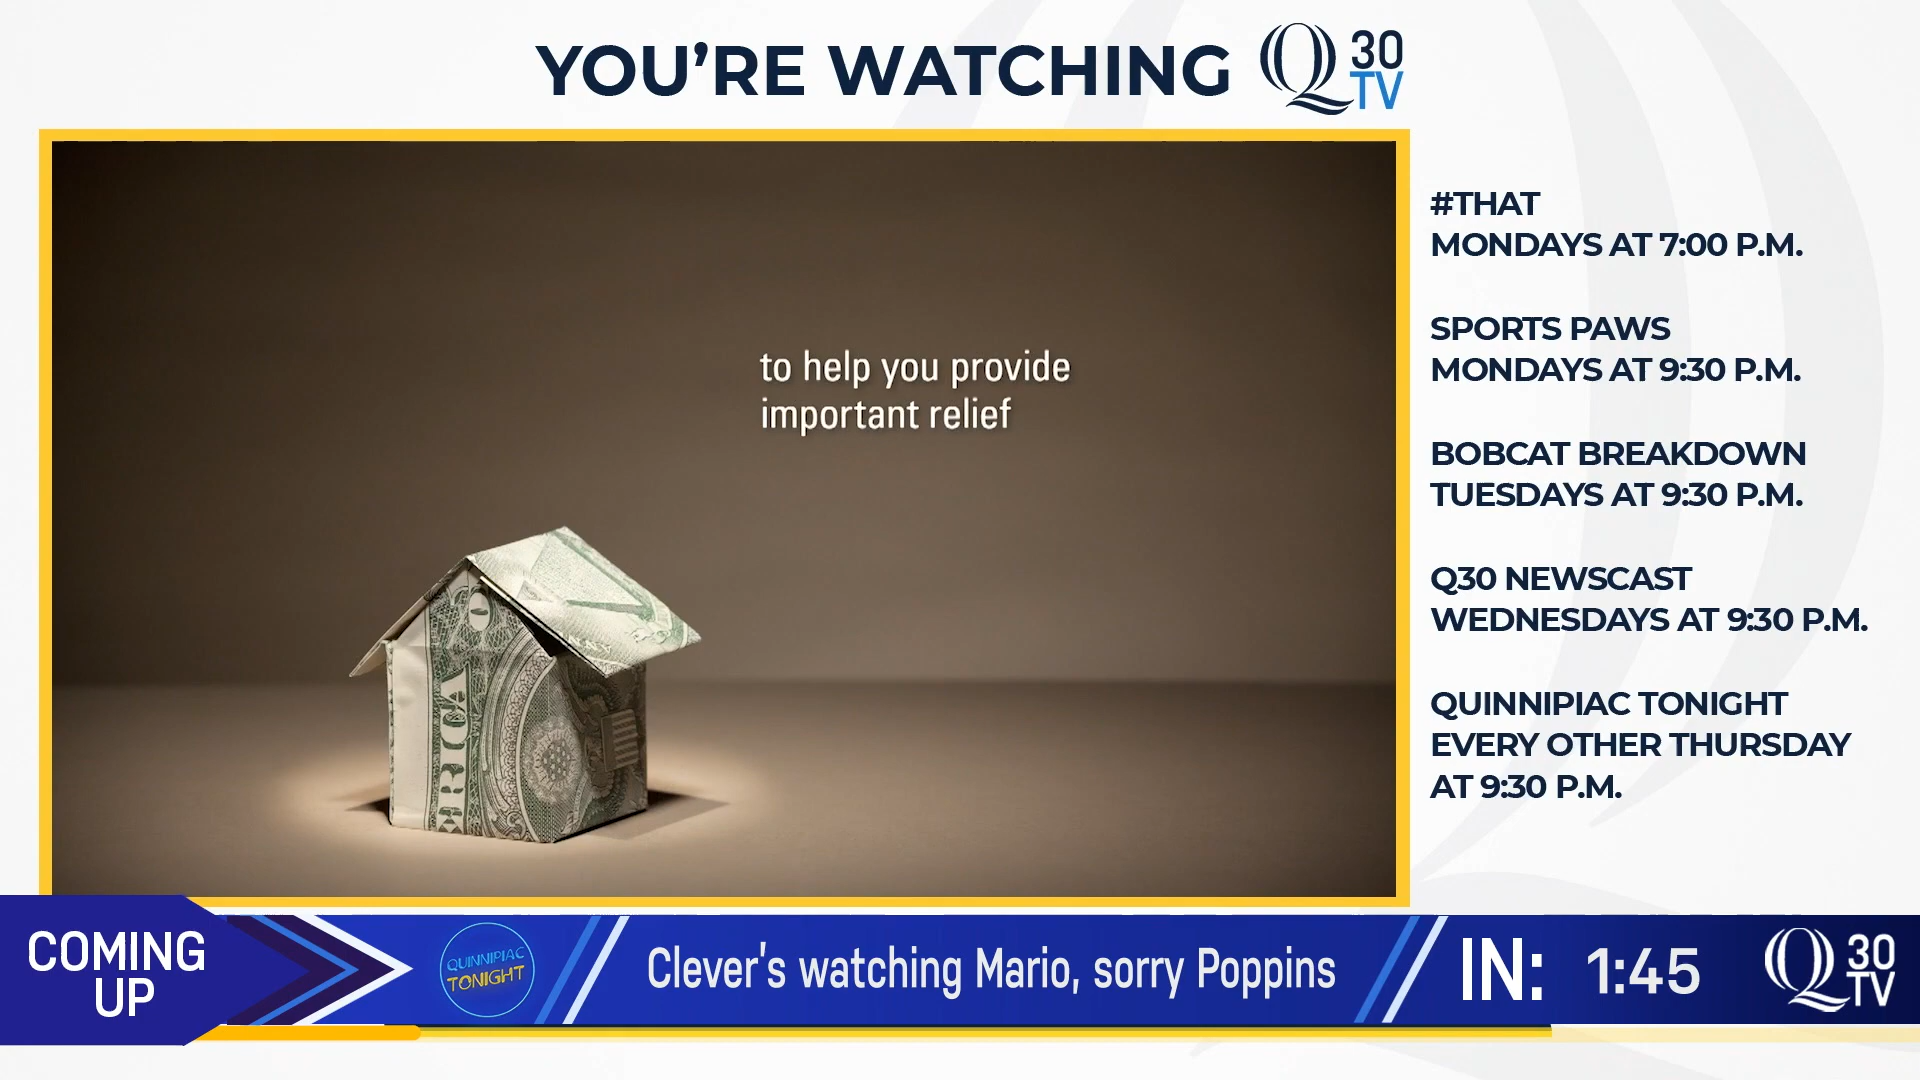 YOU'RE WATCHING Q 30 TV
to help you provide
important relief
#THAT
MONDAYS AT 7:00 P.M.
SPORTS PAWS
MONDAYS AT 9:30 P.M.
BOBCAT BREAKDOWN
TUESDAYS AT 9:30 P.M.
Q30 NEWSCAST
WEDNESDAYS AT 9:30 P.M.
QUINNIPIAC TONIGHT
EVERY OTHER THURSDAY
AT 9:30 P.M.
COMING
UP
QUINNIPIAC
TONIGHT
Clever's watching Mario, sorry Poppins
IN: 1:45
Q 30 TV